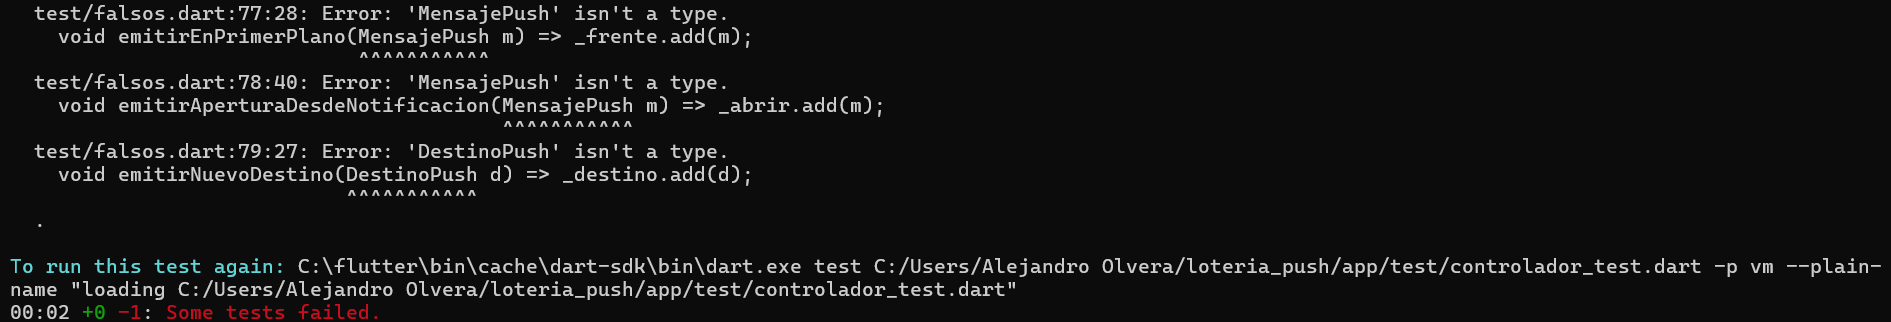 test/falsos.dart:77:28: Error: 'MensajePush' isn't a type.
void emitirEnPrimerPlano(MensajePush m) => _frente.add(m);
^^^^^^^^^^^
test/falsos.dart:78:40: Error: 'MensajePush' isn't a type.
void emitirAperturaDesdeNotificacion(MensajePush m) => _abrir.add(m);
^^^^^^^^^^^
test/falsos.dart:79:27: Error: 'DestinoPush' isn't a type.
void emitirNuevoDestino(DestinoPush d) => _destino.add(d);
^^^^^^^^^^^
.
To run this test again: C:\flutter\bin\cache\dart-sdk\bin\dart.exe test C:/Users/Alejandro Olvera/loteria_push/app/test/controlador_test.dart -p vm --plain-
name "loading C:/Users/Alejandro Olvera/loteria_push/app/test/controlador_test.dart"
00:02 +0 -1: Some tests failed.